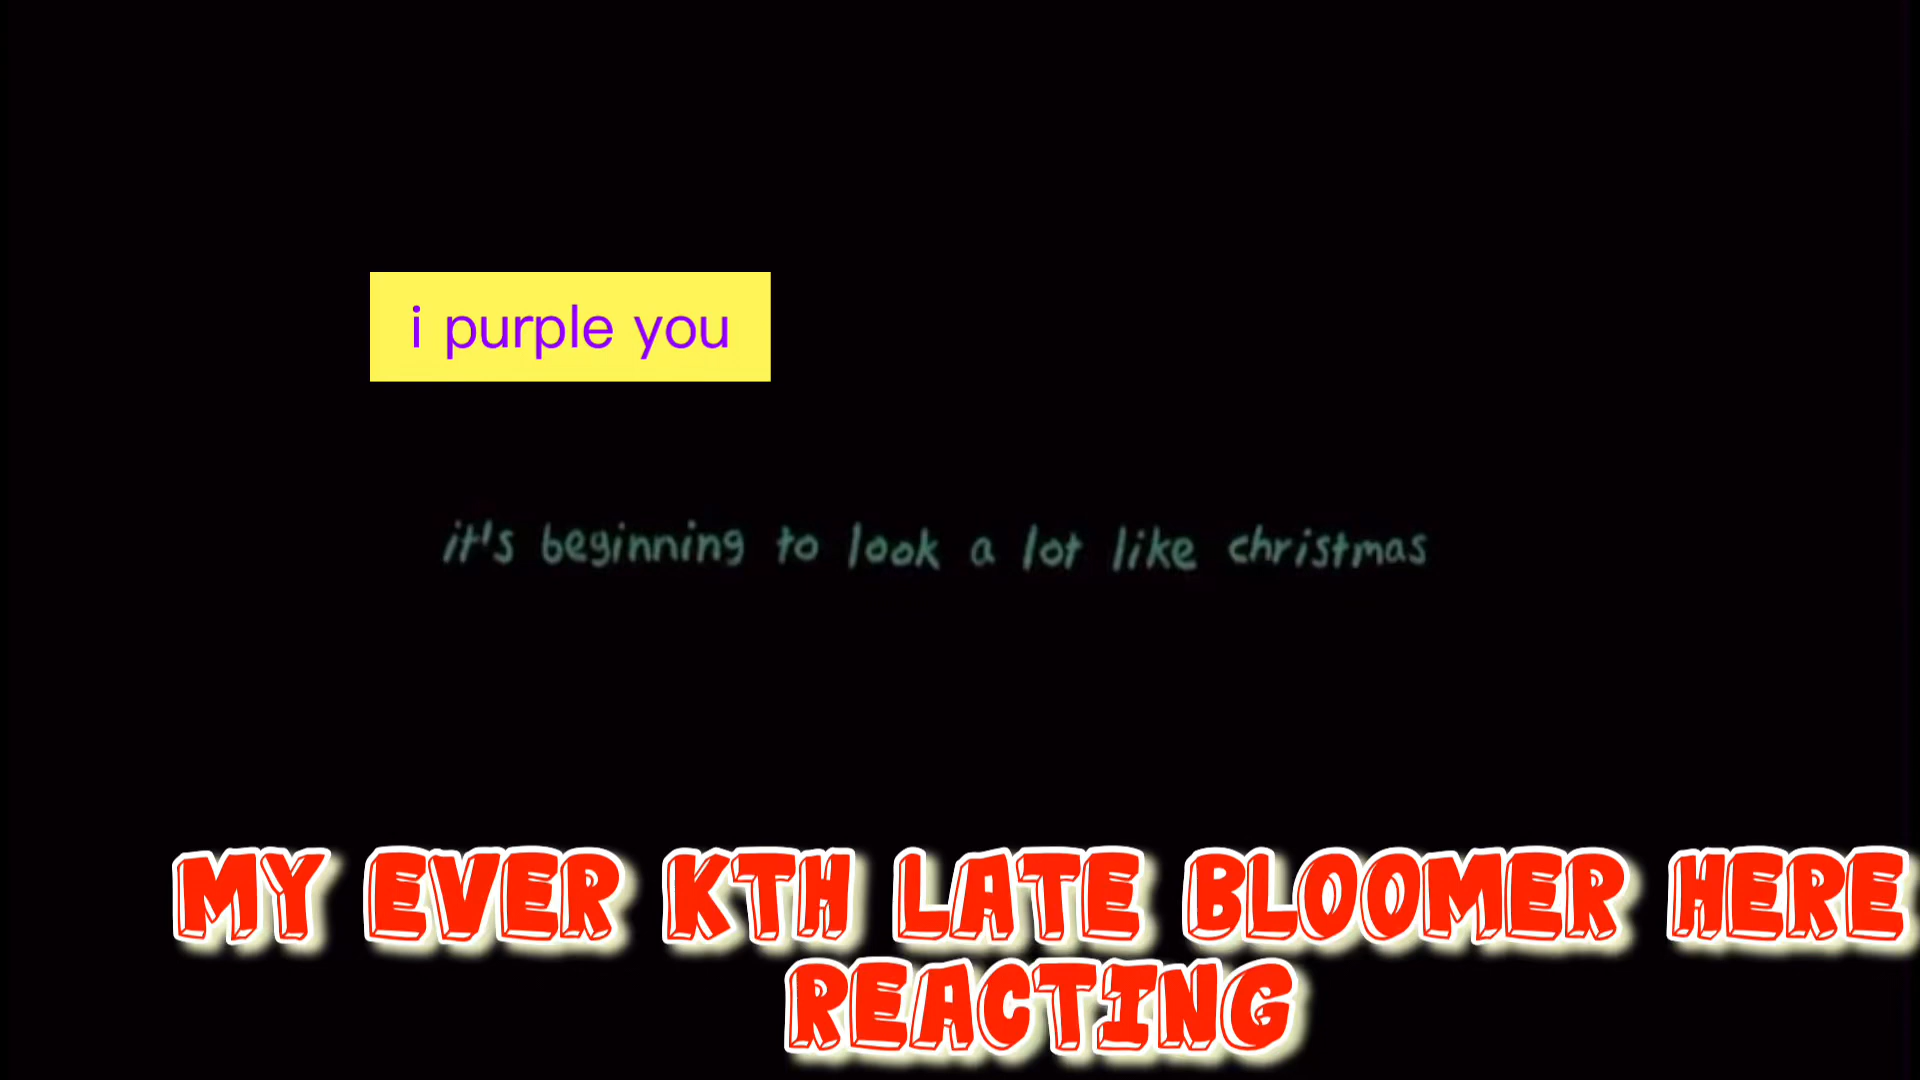 i purple you
it's beginning to look a lot like christmas
MY EVER KTH LATE BLOOMER HERE
REACTING